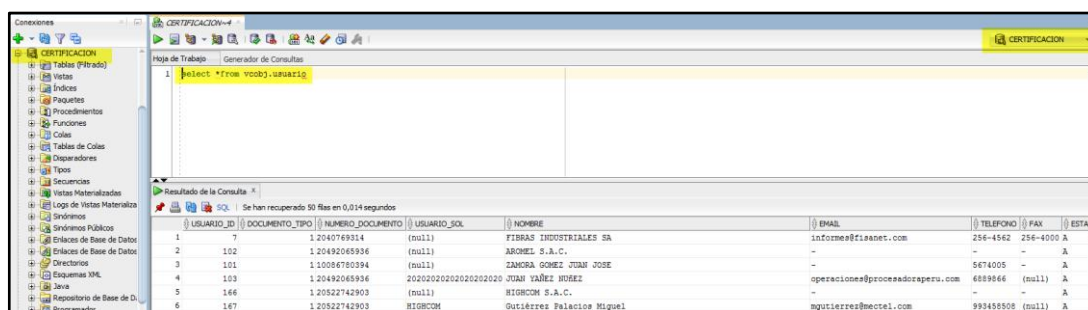 Conexiones
CERTIFICACION
Tablas (Filtrado)
Vistas
Índices
Paquetes
Procedimientos
Funciones
Colas
Tablas de Colas
Disparadores
Tipos
Secuencias
Vistas Materializadas
Logs de Vistas Materializa
Sinónimos
Sinónimos Públicos
Enlaces de Base de Datos
Enlaces de Base de Datos
Directorios
Esquemas XML
Java
Repositorio de Base de D.
Programador
CERTIFICACION~4
CERTIFICACION
Hoja de Trabajo Generador de Consultas
1 select *from vcobj.usuario
Resultado de la Consulta
SQL | Se han recuperado 50 filas en 0,014 segundos
USUARIO_ID DOCUMENTO_TIPO NUMERO_DOCUMENTO USUARIO_SOL NOMBRE EMAIL TELEFONO FAX ESTA
1 7 1 2040769314 (null) FIBRAS INDUSTRIALES SA informes@fisanet.com 256-4562 256-4000 A
2 102 1 20492065936 (null) AROMEL S.A.C. - - - A
3 101 1 10086780394 (null) ZAMORA GOMEZ JUAN JOSE - 5674005 - A
4 103 1 20492065936 20202020202020202020 JUAN YAÑEZ NUÑEZ operaciones@procesadoraperu.com 6889866 (null) A
5 166 1 20522742903 (null) HIGHCOM S.A.C. - - - A
6 167 1 20522742903 HIGHCOM Gutiérrez Palacios Miguel mgutierrez@mectel.com 993458508 (null) A